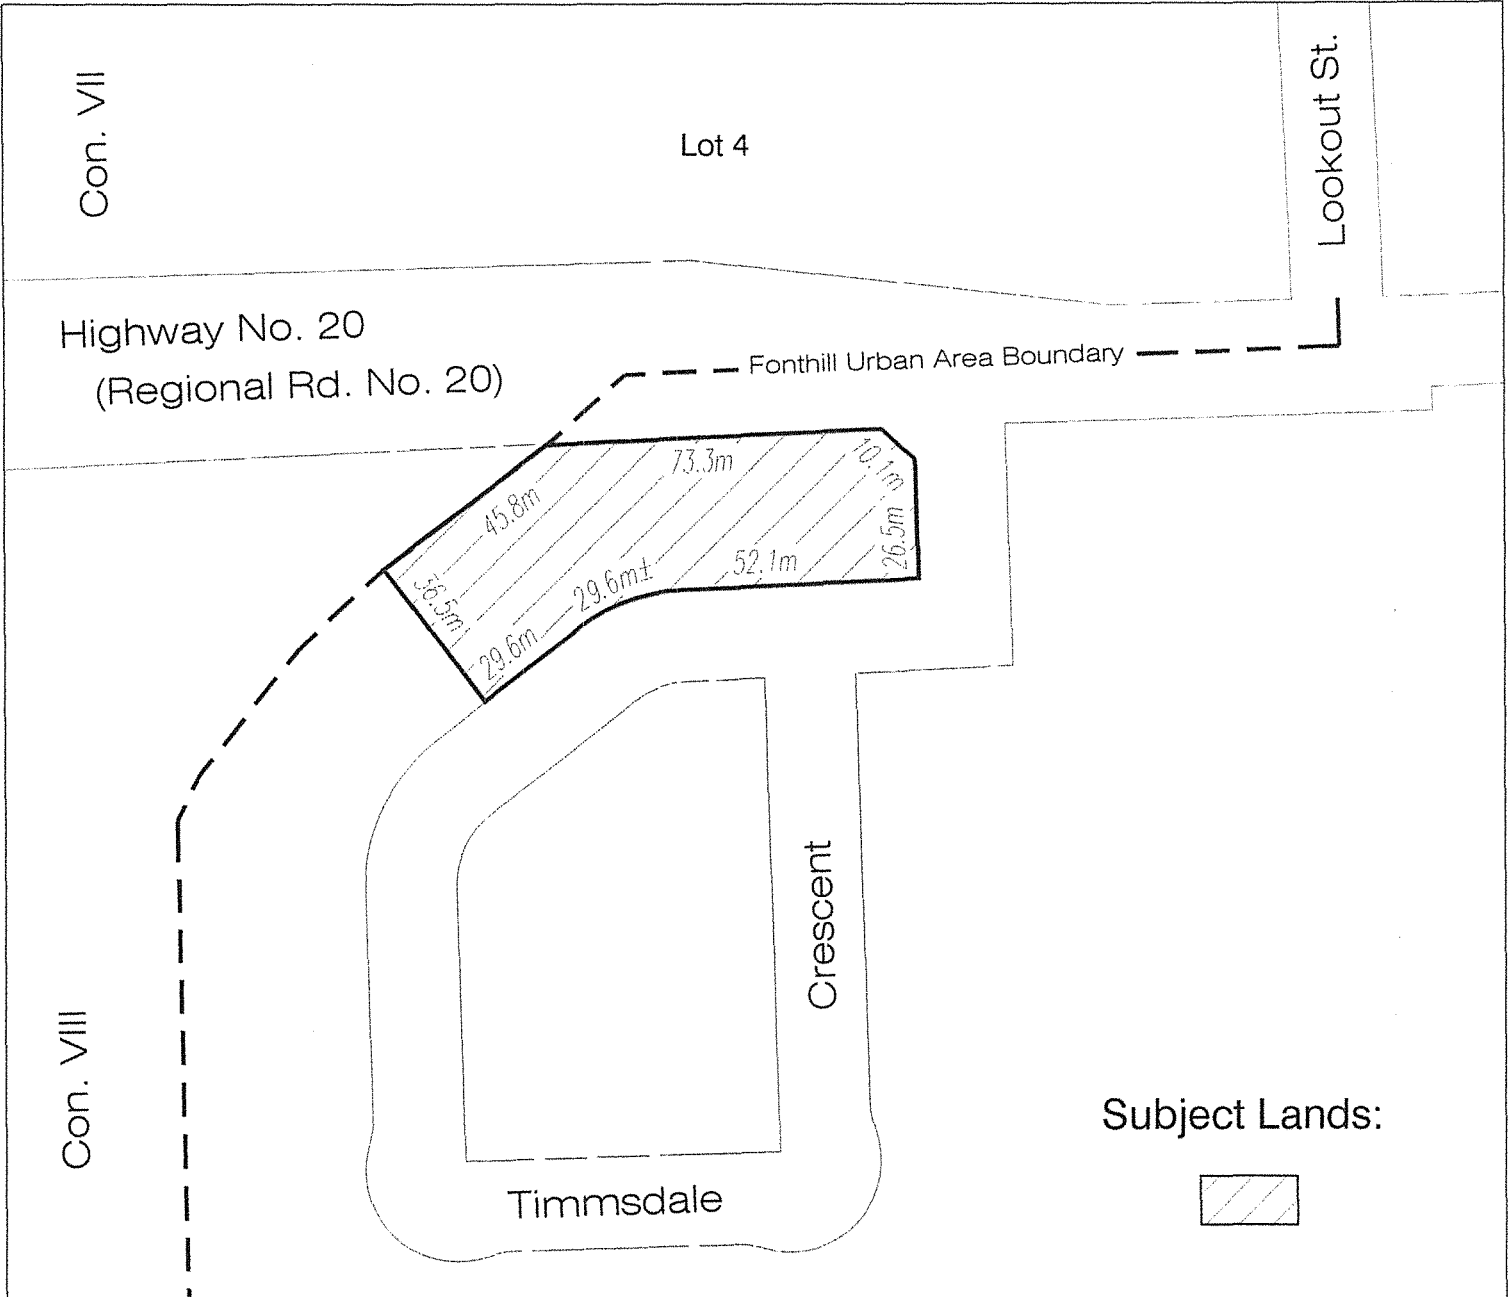 Con. VII
Lot 4
Lookout St.
Highway No. 20
(Regional Rd. No. 20)
Fonthill Urban Area Boundary
73.3m
10.1m
45.8m
26.5m
52.1m
29.6m±
36.5m
29.6m
Crescent
Con. VIII
Subject Lands:
Timmsdale